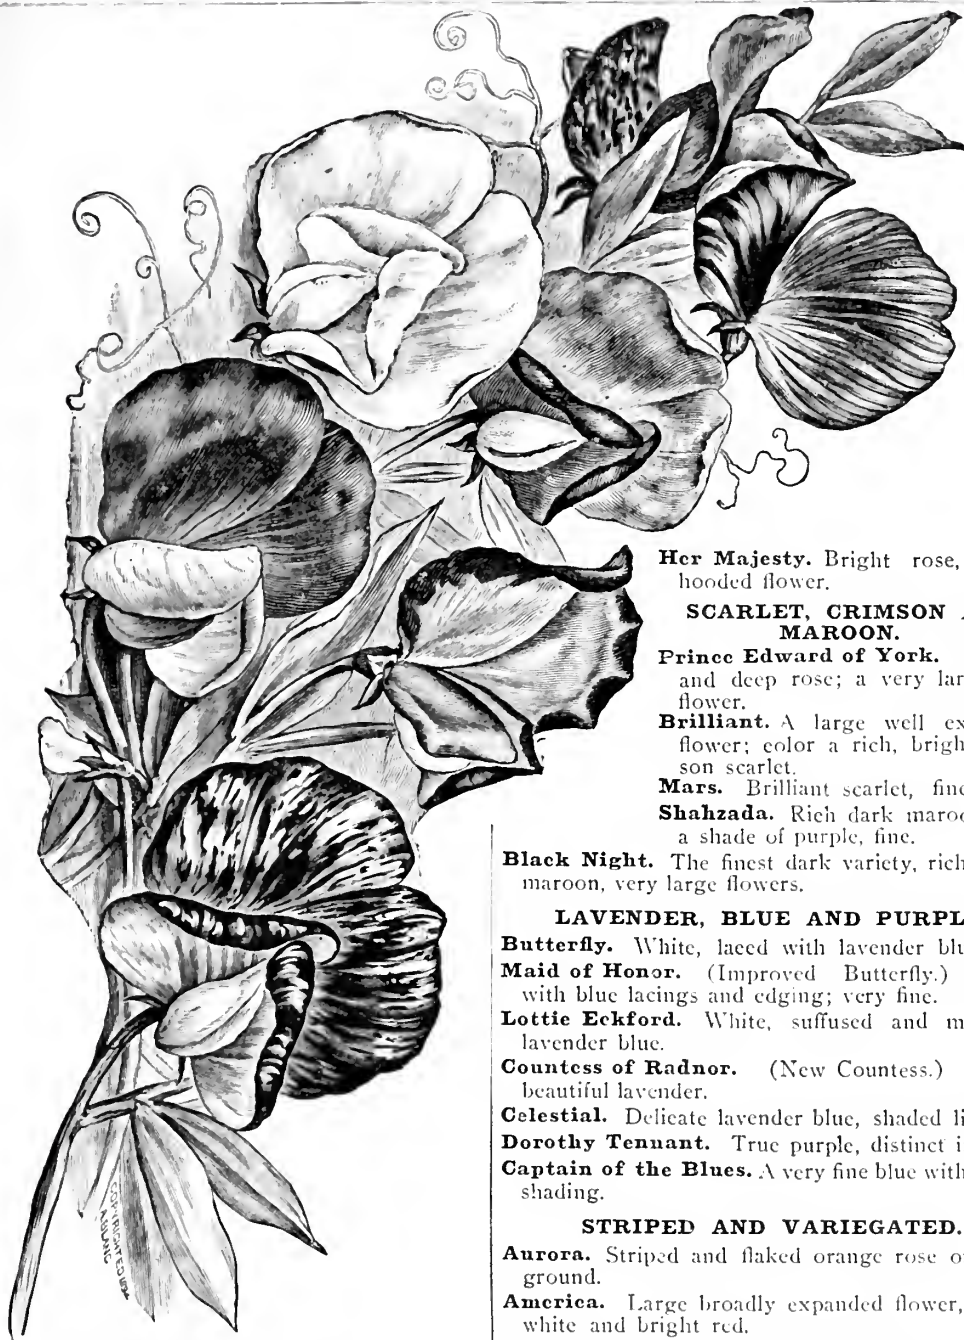 Her Majesty. Bright rose,
hooded flower.
SCARLET, CRIMSON
MAROON.
Prince Edward of York.
and deep rose; a very lar
flower.
Brilliant. A large well ex
flower; color a rich, brigh
son scarlet.
Mars. Brilliant scarlet, fine
Shahzada. Rich dark maroo
a shade of purple, fine.
Black Night. The finest dark variety, rich
maroon, very large flowers.
LAVENDER, BLUE AND PURPL
Butterfly. White, laced with lavender blu
Maid of Honor. (Improved Butterfly.)
with blue lacings and edging; very fine.
Lottie Eckford. White, suffused and m
lavender blue.
Countess of Radnor. (New Countess.)
beautiful lavender.
Celestial. Delicate lavender blue, shaded li
Dorothy Tennant. True purple, distinct i
Captain of the Blues. A very fine blue with
shading.
STRIPED AND VARIEGATED.
Aurora. Striped and flaked orange rose o
ground.
America. Large broadly expanded flower,
white and bright red.
COPYRIGHTED 1894
A. BLANC